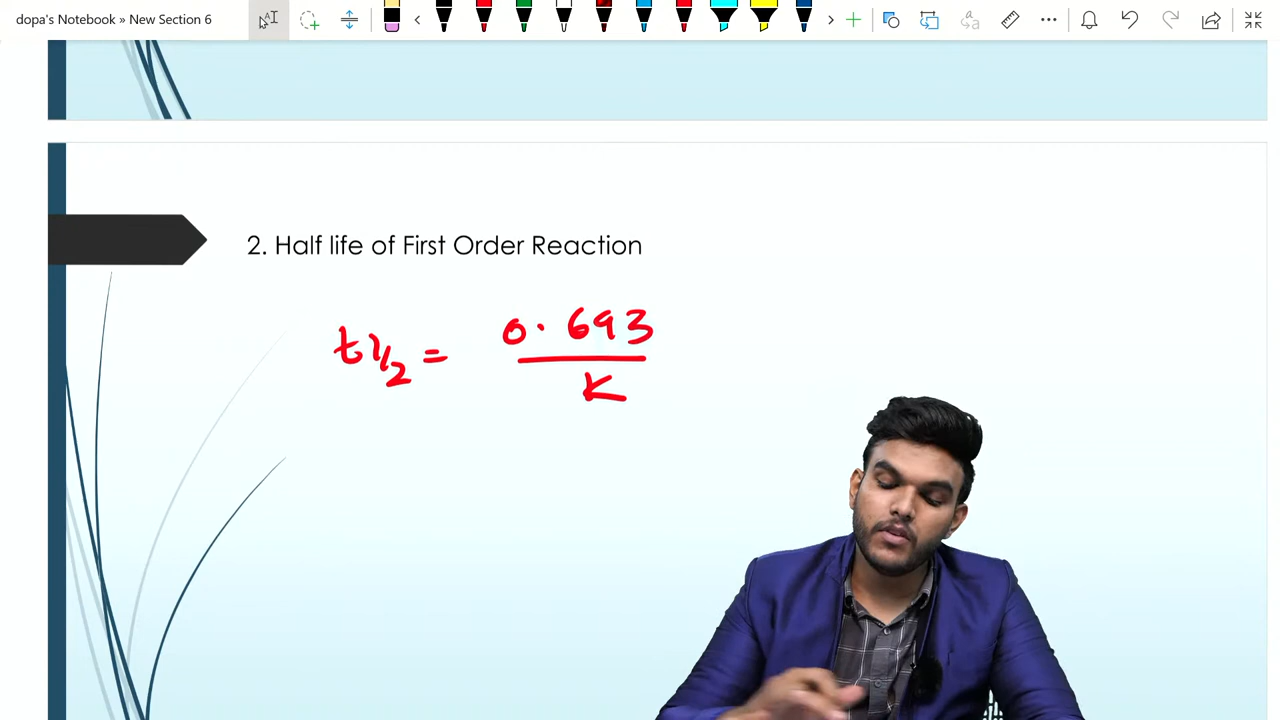 dopa's Notebook » New Section 6
2. Half life of First Order Reaction
t1/2 = 0.693
K